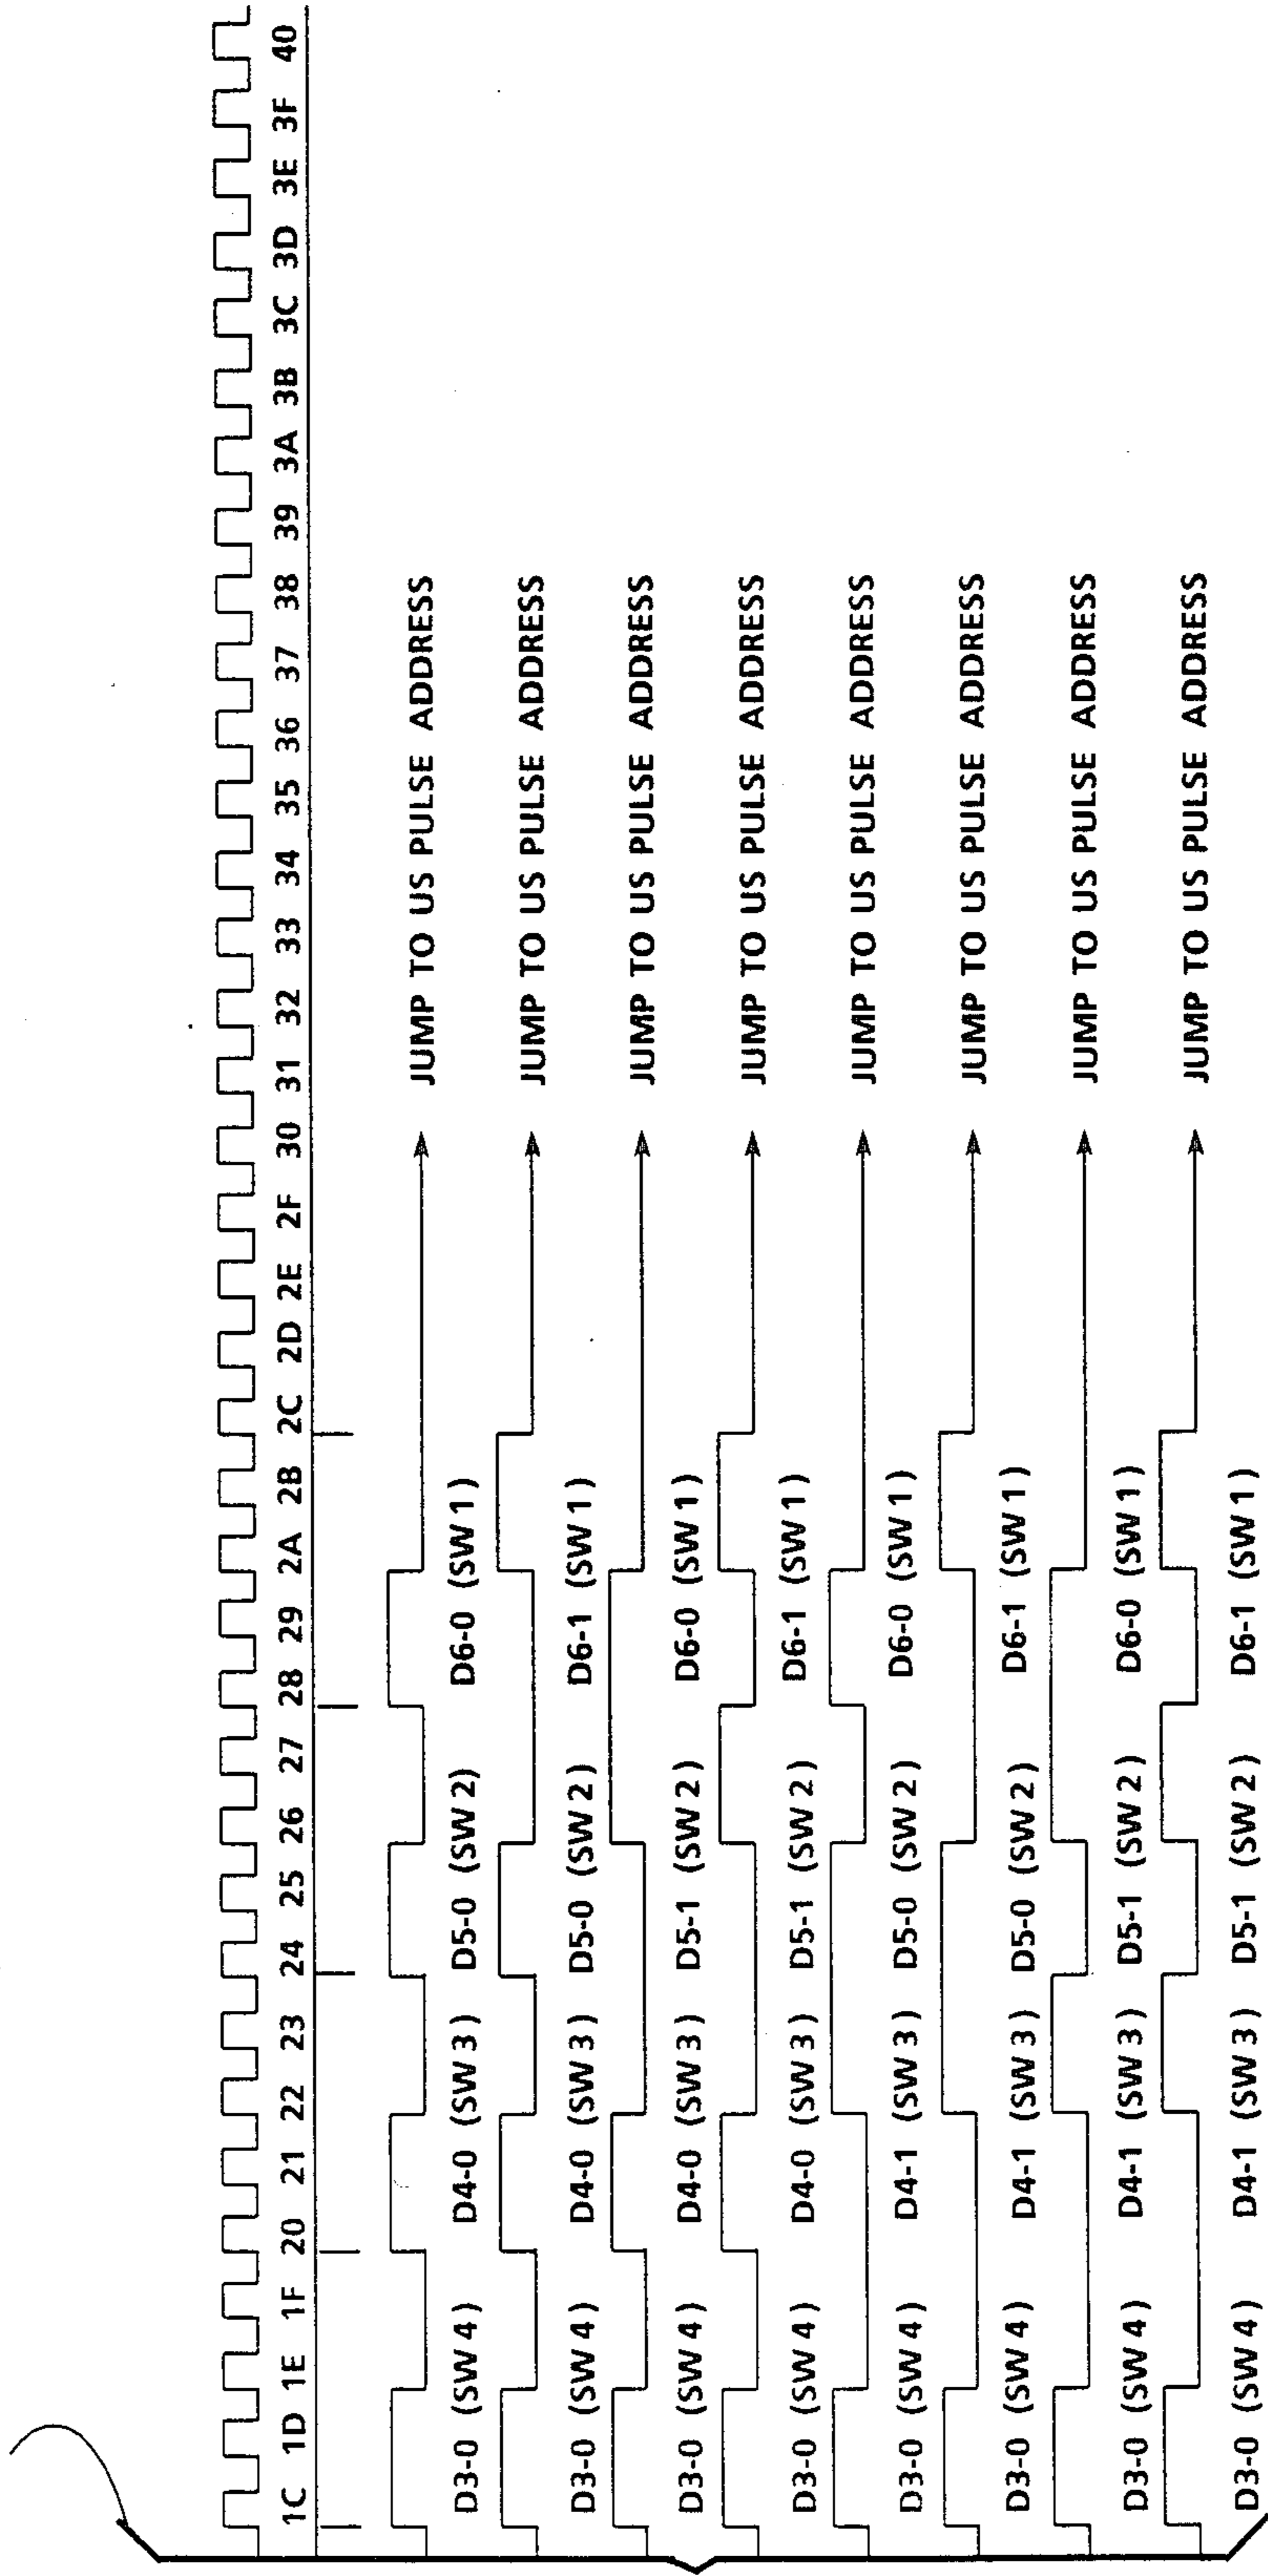 1C 1D 1E 1F 20 21 22 23 24 25 26 27 28 29 2A 2B 2C 2D 2E 2F 30 31 32 33 34 35 36 37 38 39 3A 3B 3C 3D 3E 3F 40
JUMP TO US PULSE ADDRESS
D3-0 (SW 4) D4-0 (SW 3) D5-0 (SW 2) D6-0 (SW 1)
JUMP TO US PULSE ADDRESS
D3-0 (SW 4) D4-0 (SW 3) D5-0 (SW 2) D6-1 (SW 1)
JUMP TO US PULSE ADDRESS
D3-0 (SW 4) D4-0 (SW 3) D5-1 (SW 2) D6-0 (SW 1)
JUMP TO US PULSE ADDRESS
D3-0 (SW 4) D4-0 (SW 3) D5-1 (SW 2) D6-1 (SW 1)
JUMP TO US PULSE ADDRESS
D3-0 (SW 4) D4-1 (SW 3) D5-0 (SW 2) D6-0 (SW 1)
JUMP TO US PULSE ADDRESS
D3-0 (SW 4) D4-1 (SW 3) D5-0 (SW 2) D6-1 (SW 1)
JUMP TO US PULSE ADDRESS
D3-0 (SW 4) D4-1 (SW 3) D5-1 (SW 2) D6-0 (SW 1)
JUMP TO US PULSE ADDRESS
D3-0 (SW 4) D4-1 (SW 3) D5-1 (SW 2) D6-1 (SW 1)